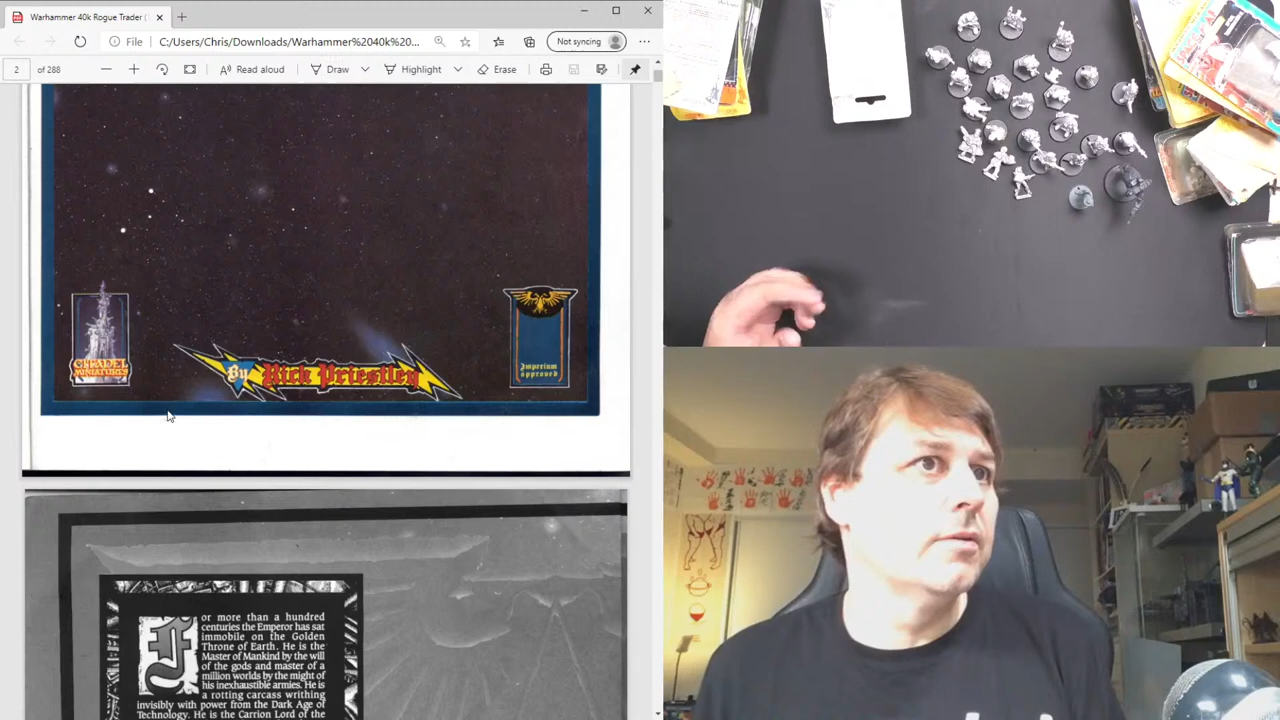 Warhammer 40k Rogue Trader (
File
C:/Users/Chris/Downloads/Warhammer%2040k%20...
Not syncing
2 of 288
Read aloud
Draw
Highlight
Erase
CITADEL
MINIATURES
By Rick Priestley
Imperium
approved
For more than a hundred
centuries the Emperor has sat
immobile on the Golden
Throne of Earth. He is the
Master of Mankind by the will
of the gods and master of a
million worlds by the might of
his inexhaustible armies. He is
a rotting carcass writhing
invisibly with power from the Dark Age of
Technology. He is the Carrion Lord of the